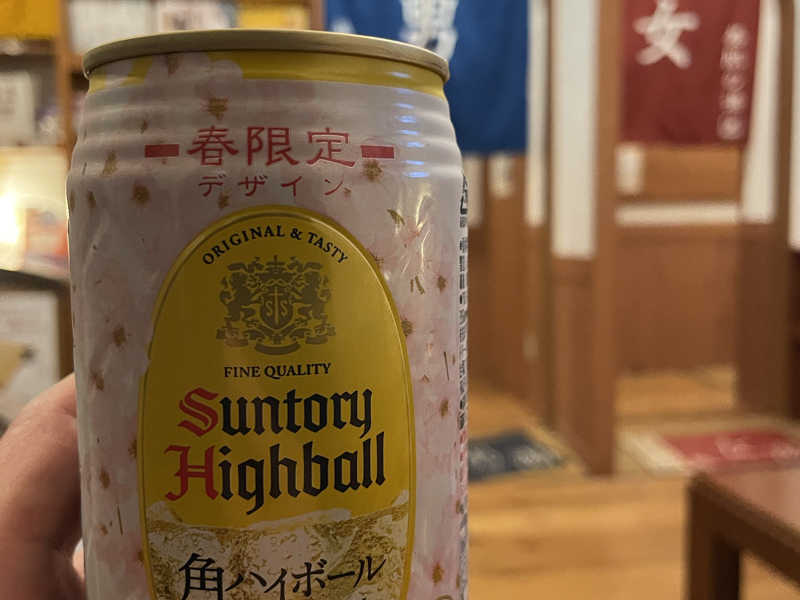 男
女
春限定
デザイン
ORIGINAL & TASTY
FINE QUALITY
Suntory
Highball
角ハイボール